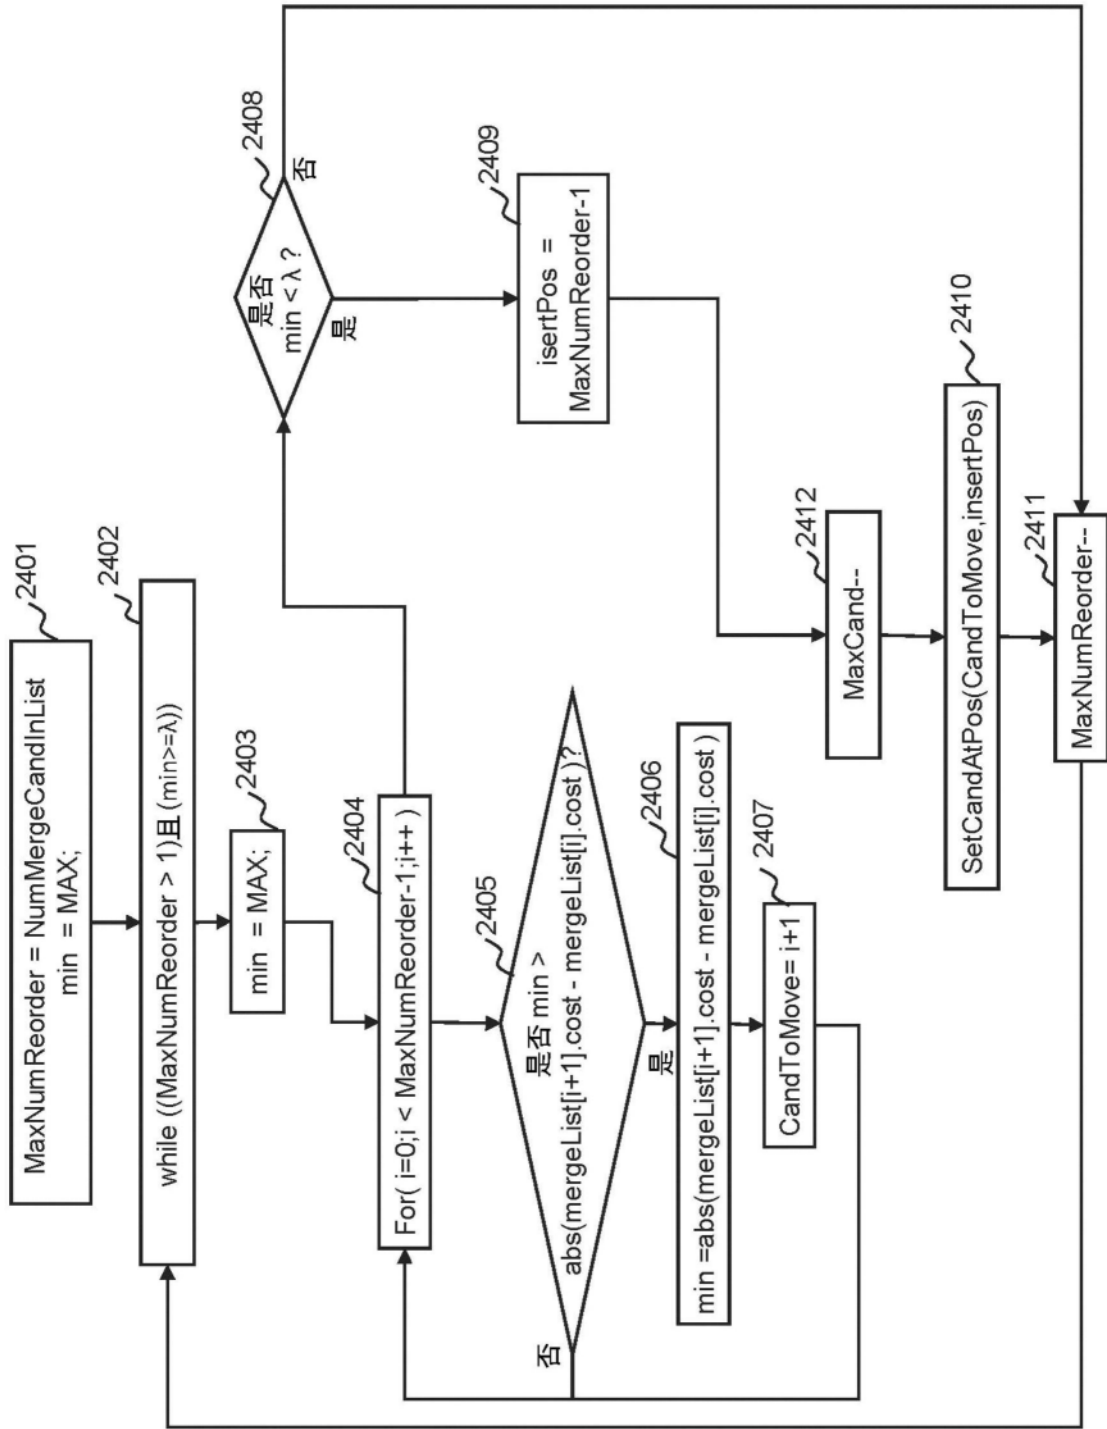 MaxNumReorder = NumMergeCandInList
min = MAX;
2401
while ((MaxNumReorder > 1)且 (min>=λ))
2402
min = MAX;
2403
For( i=0;i < MaxNumReorder-1;i++ )
2404
是否 min >
abs(mergeList[i+1].cost - mergeList[i].cost )?
2405
否
是
min =abs(mergeList[i+1].cost - mergeList[i].cost )
2406
CandToMove= i+1
2407
是否
min < λ ?
2408
否
是
isertPos =
MaxNumReorder-1
2409
MaxCand--
2412
SetCandAtPos(CandToMove,insertPos)
2410
MaxNumReorder--
2411